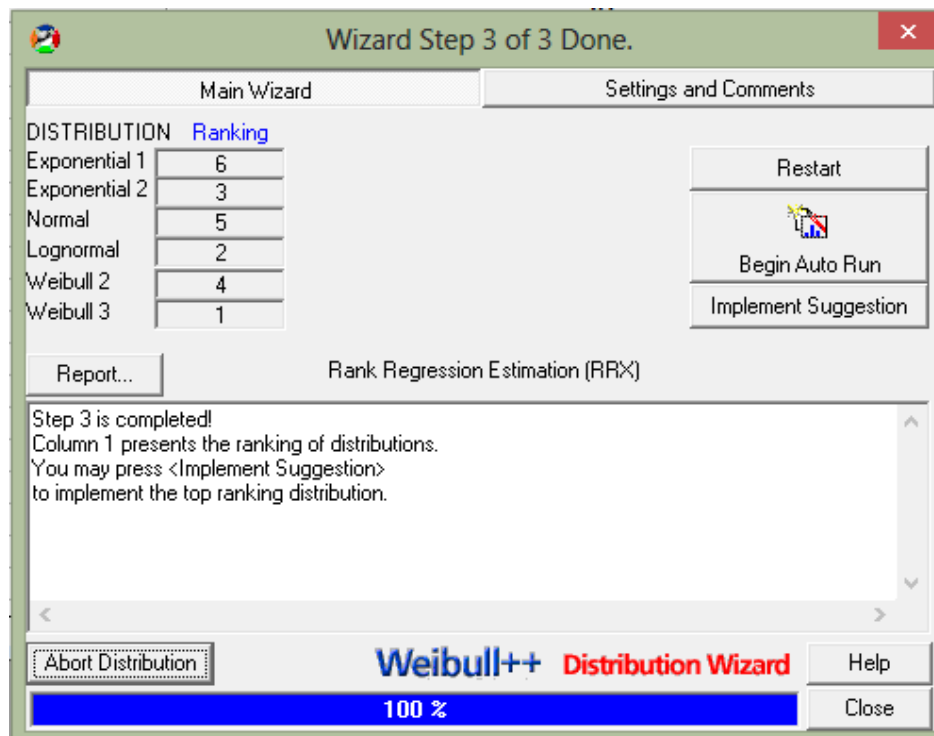 Wizard Step 3 of 3 Done.
Main Wizard
Settings and Comments
DISTRIBUTION Ranking
Exponential 1 6
Exponential 2 3
Normal 5
Lognormal 2
Weibull 2 4
Weibull 3 1
Restart
Begin Auto Run
Implement Suggestion
Report...
Rank Regression Estimation (RRX)
Step 3 is completed!
Column 1 presents the ranking of distributions.
You may press <Implement Suggestion>
to implement the top ranking distribution.
Abort Distribution
Weibull++ Distribution Wizard
Help
100 %
Close